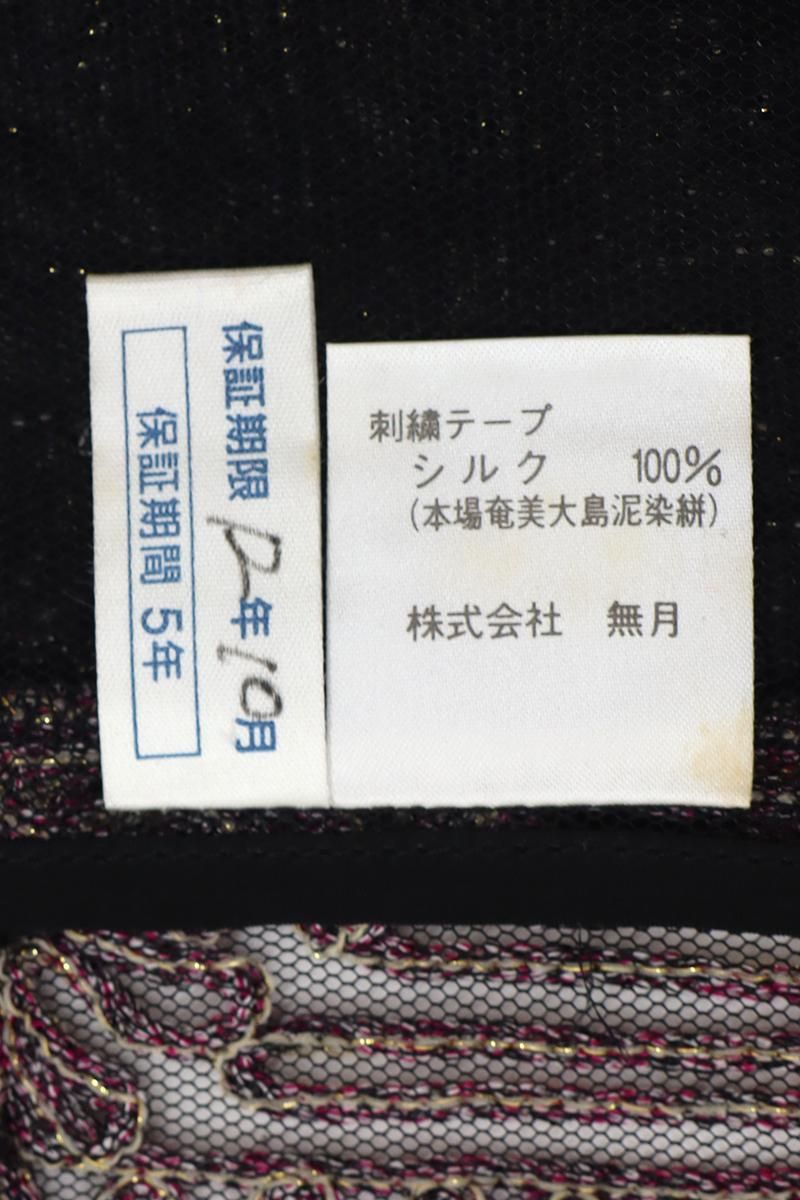 保証期限 12年10月
保証期間 5年
刺繍テープ
シルク 100%
(本場奄美大島泥染絣)
株式会社 無月